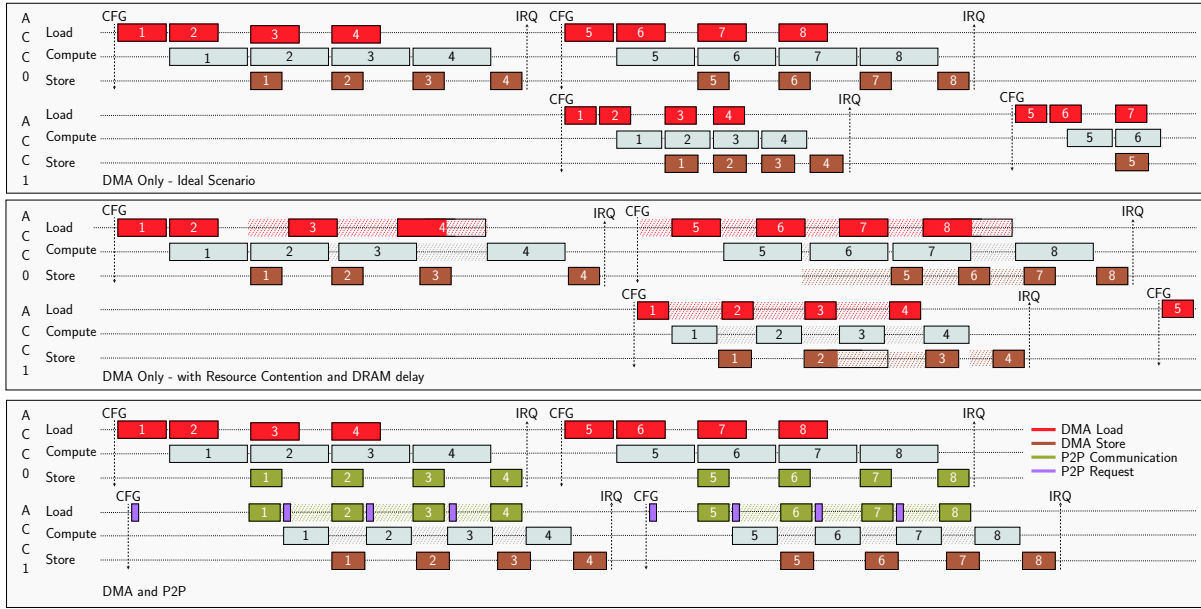 A C C 0
CFG IRQ CFG IRQ
Load 1 2 3 4 5 6 7 8
Compute 1 2 3 4 5 6 7 8
Store 1 2 3 4 5 6 7 8
A C C 1
CFG IRQ CFG
Load 1 2 3 4 5 6 7
Compute 1 2 3 4 5 6
Store 1 2 3 4 5
DMA Only - Ideal Scenario
A C C 0
CFG IRQ CFG IRQ
Load 1 2 3 4 5 6 7 8
Compute 1 2 3 4 5 6 7 8
Store 1 2 3 4 5 6 7 8
A C C 1
CFG IRQ CFG
Load 1 2 3 4 5
Compute 1 2 3 4
Store 1 2 3 4
DMA Only - with Resource Contention and DRAM delay
A C C 0
CFG IRQ CFG IRQ
Load 1 2 3 4 5 6 7 8
Compute 1 2 3 4 5 6 7 8
Store 1 2 3 4 5 6 7 8
DMA Load
DMA Store
P2P Communication
P2P Request
A C C 1
CFG IRQ CFG IRQ
Load 1 2 3 4 5 6 7 8
Compute 1 2 3 4 5 6 7 8
Store 1 2 3 4 5 6 7 8
DMA and P2P